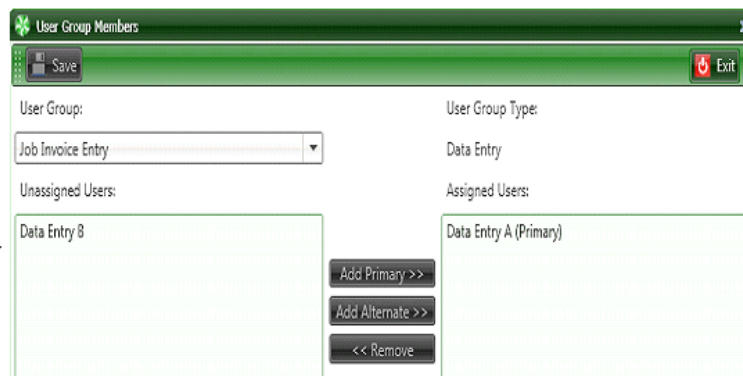 User Group Members
Save
Exit
User Group:
User Group Type:
Job Invoice Entry
Data Entry
Unassigned Users:
Assigned Users:
Data Entry B
Data Entry A (Primary)
Add Primary >>
Add Alternate >>
<< Remove